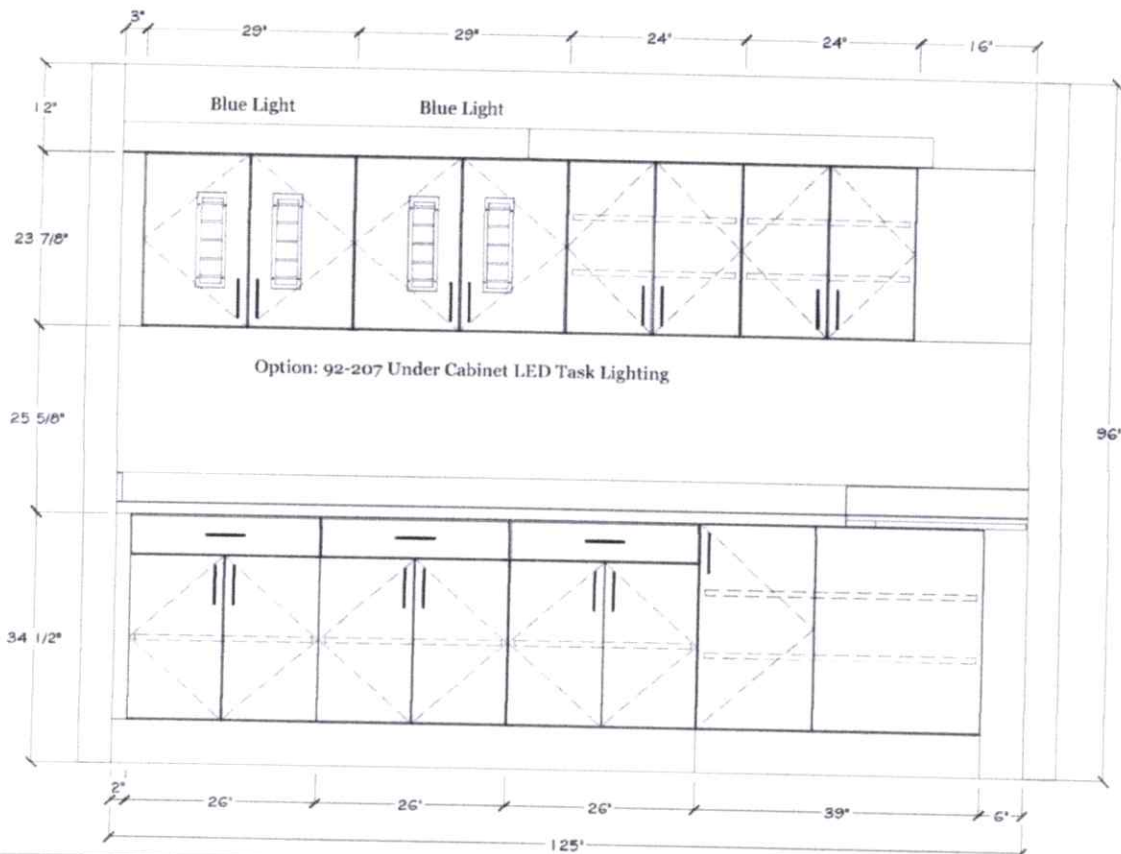 3" 29" 29" 24" 24" 16"
12"
Blue Light Blue Light
23 7/8"
Option: 92-207 Under Cabinet LED Task Lighting
25 5/8"
96"
34 1/2"
2" 26" 26" 26" 39" 6"
125"